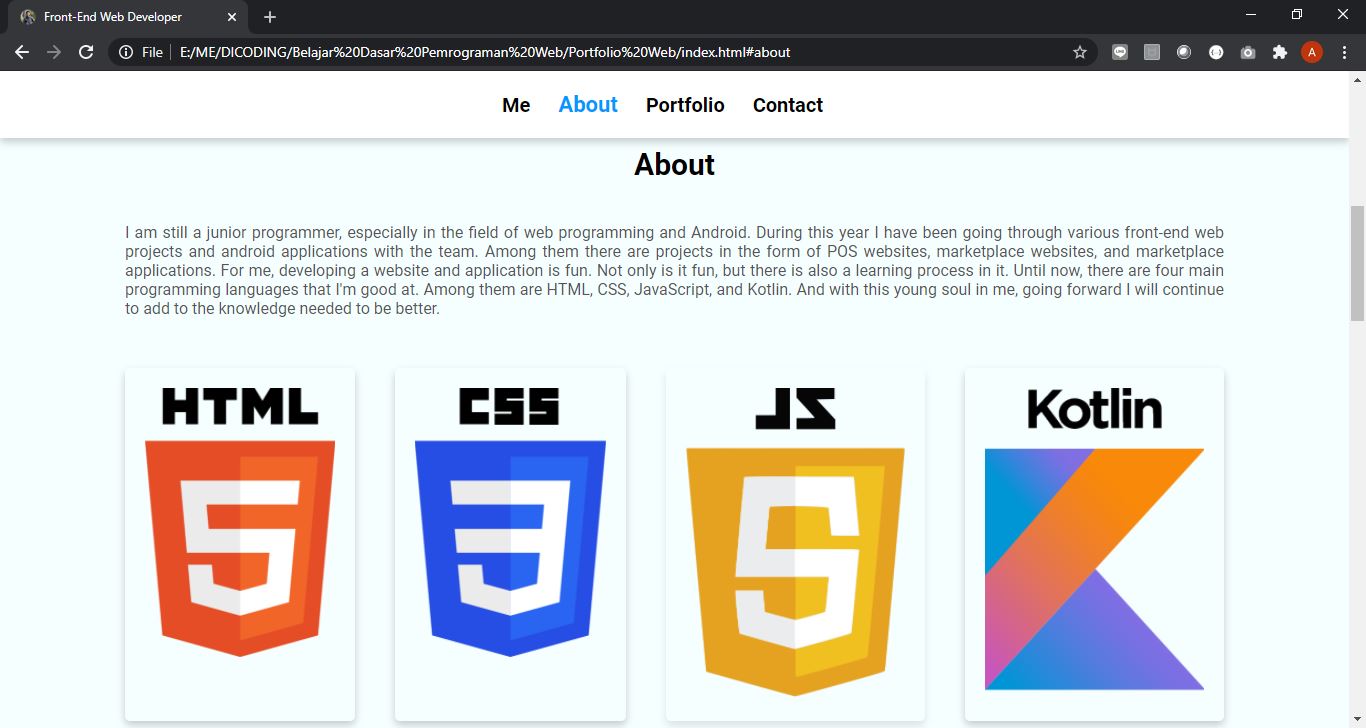 Front-End Web Developer
File E:/ME/DICODING/Belajar%20Dasar%20Pemrograman%20Web/Portfolio%20Web/index.html#about
A
Me About Portfolio Contact
About
I am still a junior programmer, especially in the field of web programming and Android. During this year I have been going through various front-end web
projects and android applications with the team. Among them there are projects in the form of POS websites, marketplace websites, and marketplace
applications. For me, developing a website and application is fun. Not only is it fun, but there is also a learning process in it. Until now, there are four main
programming languages that I'm good at. Among them are HTML, CSS, JavaScript, and Kotlin. And with this young soul in me, going forward I will continue
to add to the knowledge needed to be better.
HTML CSS JS Kotlin
5 3 S